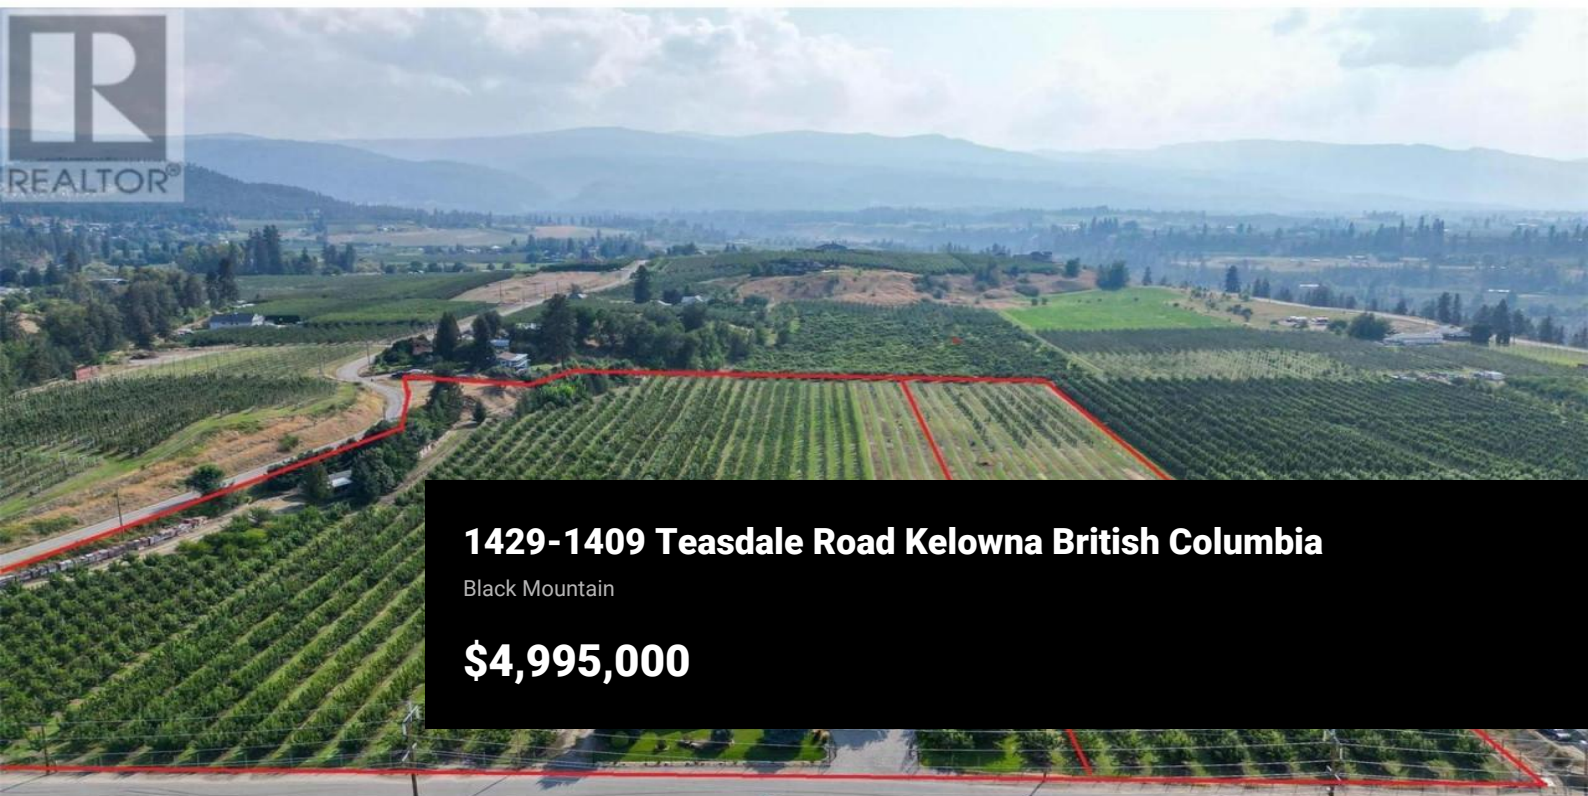 R
REALTOR®
1429-1409 Teasdale Road Kelowna British Columbia
Black Mountain
$4,995,000